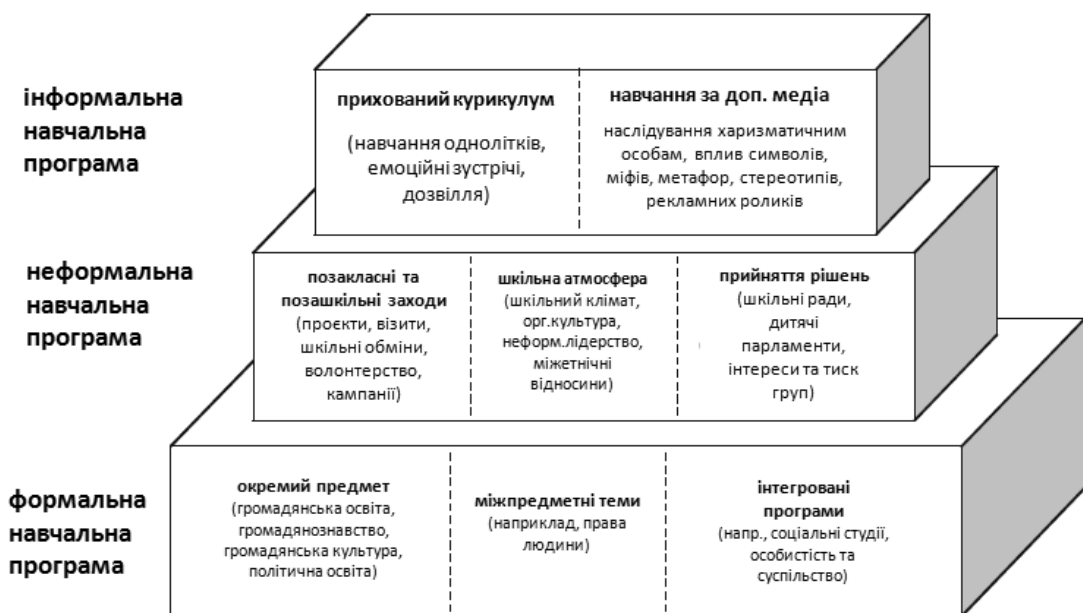 інформальна
навчальна
програма
прихований курикулум
(навчання однолітків,
емоційні зустрічі,
дозвілля)
навчання за доп. медіа
наслідування харизматичним
особам, вплив символів,
міфів, метафор, стереотипів,
рекламних роликів
неформальна
навчальна
програма
позакласні та
позашкільні заходи
(проєкти, візити,
шкільні обміни,
волонтерство,
кампанії)
шкільна атмосфера
(шкільний клімат,
орг.культура,
неформ.лідерство,
міжетнічні
відносини)
прийняття рішень
(шкільні ради,
дитячі
парламенти,
інтереси та тиск
груп)
формальна
навчальна
програма
окремий предмет
(громадянська освіта,
громадянознавство,
громадянська культура,
політична освіта)
міжпредметні теми
(наприклад, права
людини)
інтегровані
програми
(напр., соціальні студії,
особистість та
суспільство)